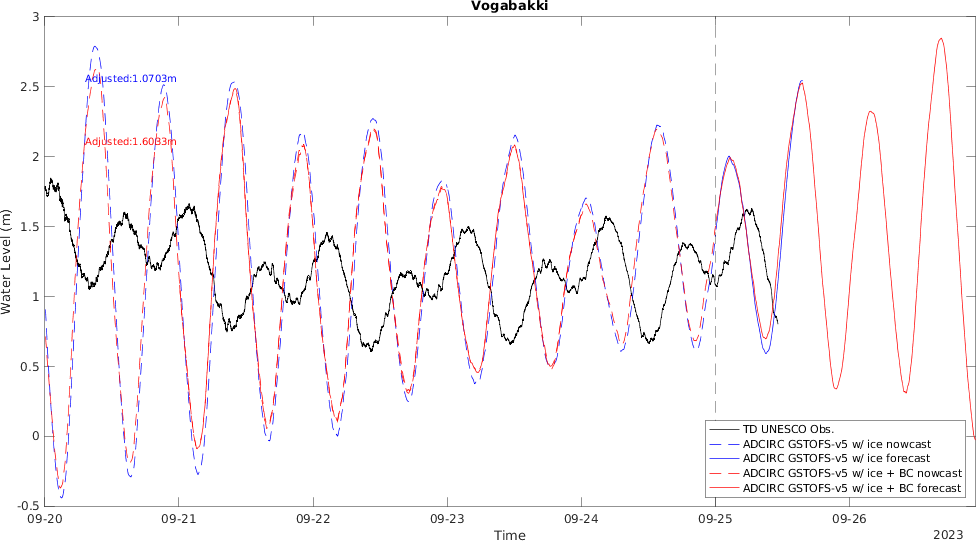 Vogabakki
3
2.5
2
1.5
1
0.5
0
-0.5
Water Level (m)
Adjusted:1.0703m
Adjusted:1.6033m
TD UNESCO Obs.
ADCIRC GSTOFS-v5 w/ ice nowcast
ADCIRC GSTOFS-v5 w/ ice forecast
ADCIRC GSTOFS-v5 w/ ice + BC nowcast
ADCIRC GSTOFS-v5 w/ ice + BC forecast
09-20 09-21 09-22 09-23 09-24 09-25 09-26
Time
2023